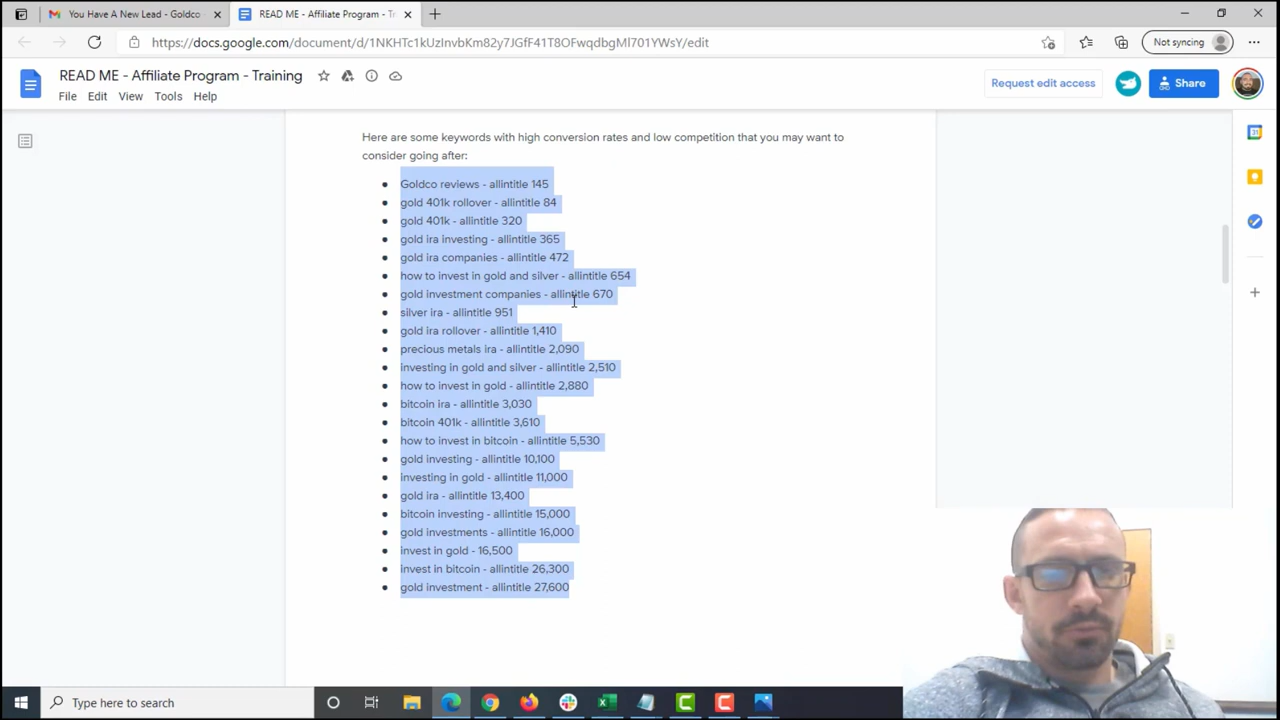 You Have A New Lead - Goldco
READ ME - Affiliate Program - Tr
https://docs.google.com/document/d/1NKHTc1kUzInvbKm82y7JGfF41T8OFwqdbgMl701YWsY/edit
Not syncing
READ ME - Affiliate Program - Training
File Edit View Tools Help
Request edit access
Share
31
Here are some keywords with high conversion rates and low competition that you may want to
consider going after:
Goldco reviews - allintitle 145
gold 401k rollover - allintitle 84
gold 401k - allintitle 320
gold ira investing - allintitle 365
gold ira companies - allintitle 472
how to invest in gold and silver - allintitle 654
gold investment companies - allintitle 670
silver ira - allintitle 951
gold ira rollover - allintitle 1,410
precious metals ira - allintitle 2,090
investing in gold and silver - allintitle 2,510
how to invest in gold - allintitle 2,880
bitcoin ira - allintitle 3,030
bitcoin 401k - allintitle 3,610
how to invest in bitcoin - allintitle 5,530
gold investing - allintitle 10,100
investing in gold - allintitle 11,000
gold ira - allintitle 13,400
bitcoin investing - allintitle 15,000
gold investments - allintitle 16,000
invest in gold - 16,500
invest in bitcoin - allintitle 26,300
gold investment - allintitle 27,600
Type here to search